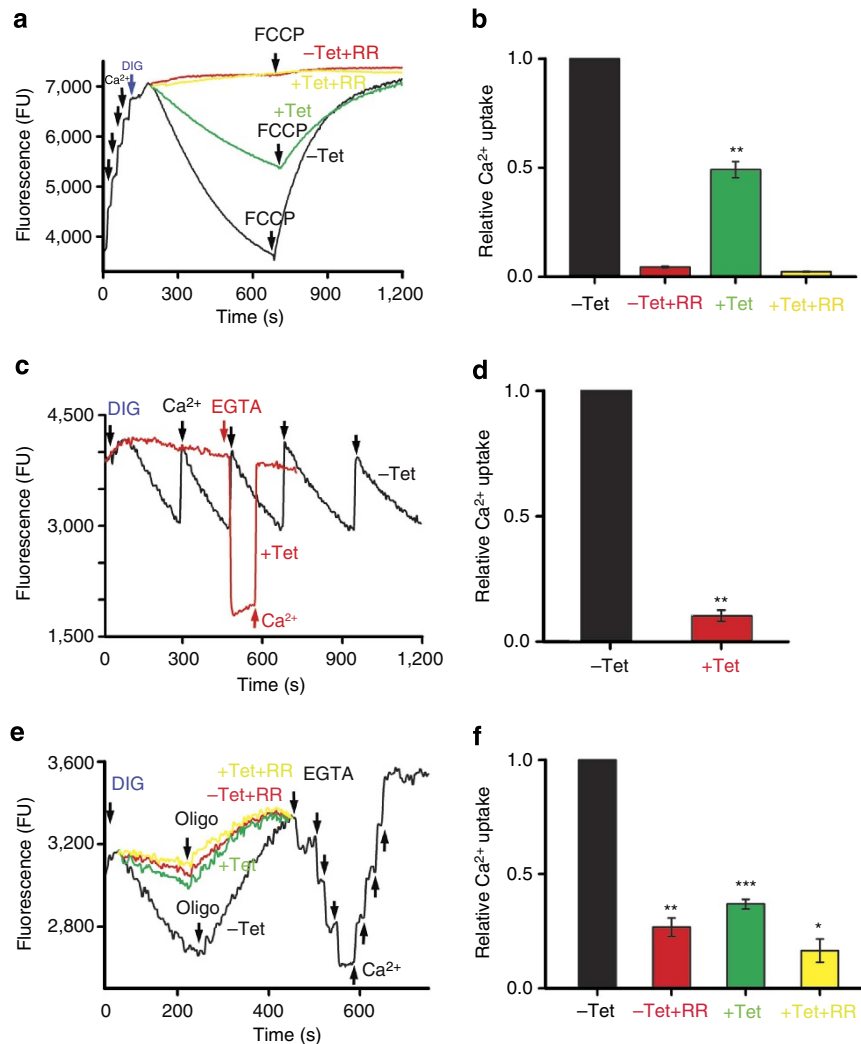 a
FCCP
–Tet+RR
DIG
Ca²⁺
+Tet+RR
+Tet
FCCP
–Tet
FCCP
7,000
6,000
5,000
4,000
Fluorescence (FU)
0 300 600 900 1,200
Time (s)
b
1.0
0.5
0.0
Relative Ca²⁺ uptake
**
–Tet –Tet+RR +Tet +Tet+RR
c
4,500
3,000
1,500
Fluorescence (FU)
DIG
Ca²⁺
EGTA
–Tet
+Tet
Ca²⁺
0 300 600 900 1,200
Time (s)
d
1.0
0.5
0.0
Relative Ca²⁺ uptake
**
–Tet +Tet
e
3,600
3,200
2,800
Fluorescence (FU)
DIG
+Tet+RR
EGTA
–Tet+RR
Oligo
+Tet
Oligo
–Tet
Ca²⁺
0 200 400 600
Time (s)
f
1.0
0.5
0.0
Relative Ca²⁺ uptake
**
***
*
–Tet –Tet+RR +Tet +Tet+RR